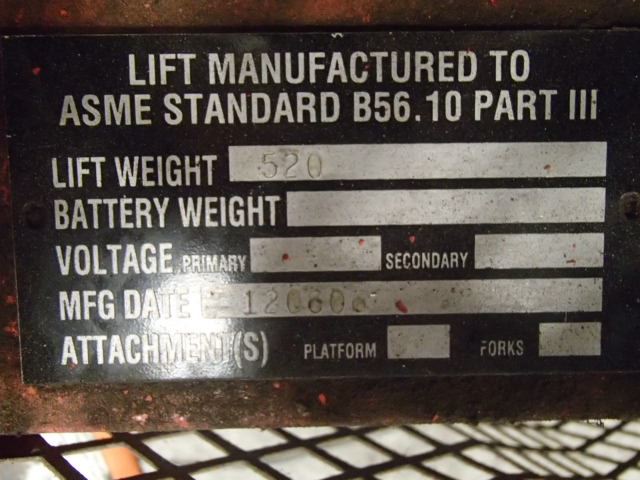 LIFT MANUFACTURED TO
ASME STANDARD B56.10 PART III
LIFT WEIGHT 520
BATTERY WEIGHT
VOLTAGE PRIMARY SECONDARY
MFG DATE 120606
ATTACHMENT(S) PLATFORM FORKS